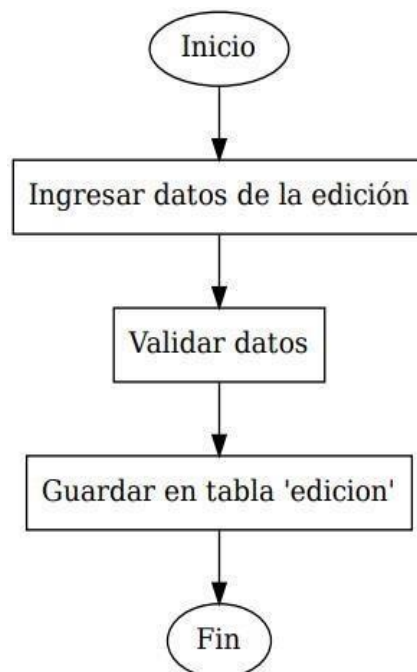 Inicio
Ingresar datos de la edición
Validar datos
Guardar en tabla 'edicion'
Fin